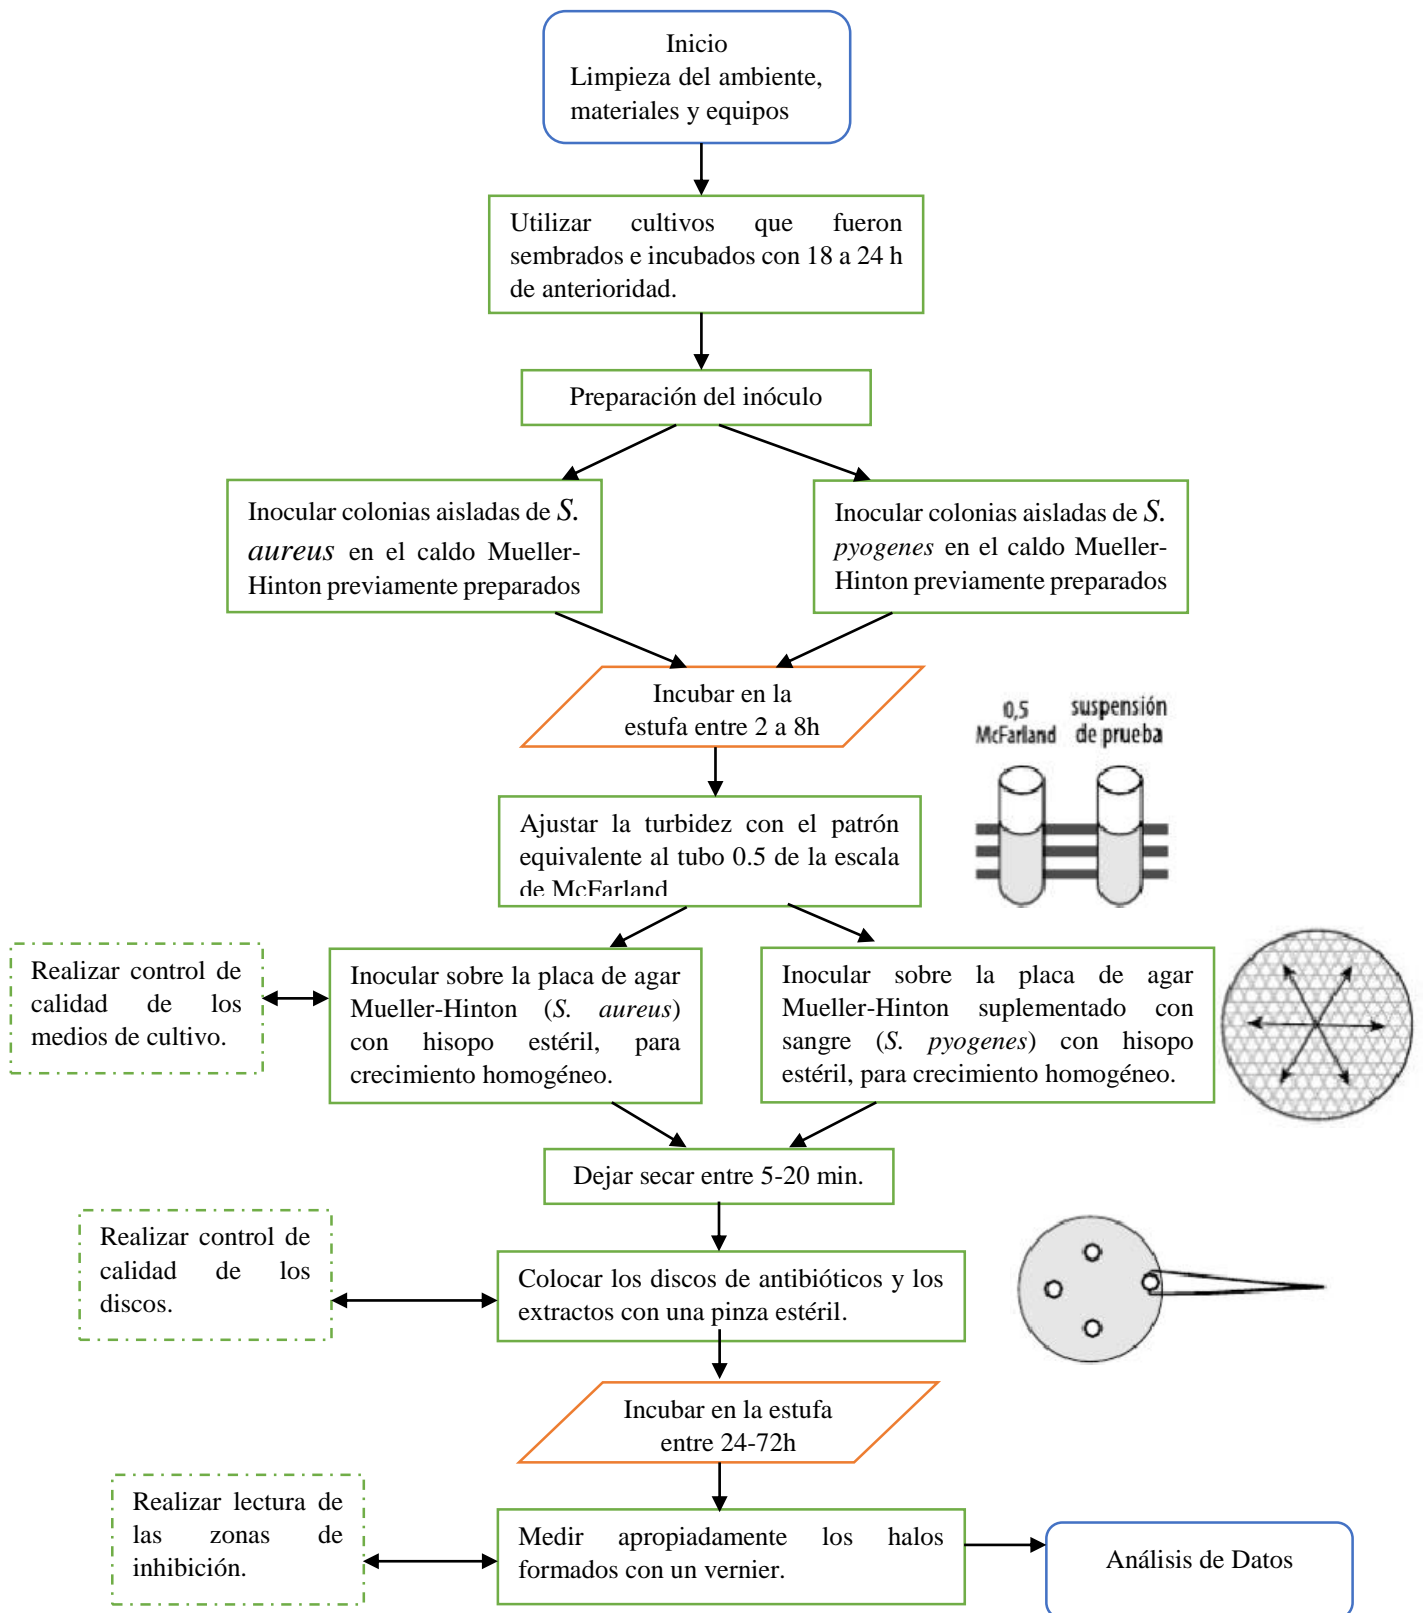 Inicio
Limpieza del ambiente,
materiales y equipos
Utilizar cultivos que fueron
sembrados e incubados con 18 a 24 h
de anterioridad.
Preparación del inóculo
Inocular colonias aisladas de S.
aureus en el caldo Mueller-
Hinton previamente preparados
Inocular colonias aisladas de S.
pyogenes en el caldo Mueller-
Hinton previamente preparados
Incubar en la
estufa entre 2 a 8h
0,5
McFarland
suspensión
de prueba
Ajustar la turbidez con el patrón
equivalente al tubo 0.5 de la escala
de McFarland
Realizar control de
calidad de los
medios de cultivo.
Inocular sobre la placa de agar
Mueller-Hinton (S. aureus)
con hisopo estéril, para
crecimiento homogéneo.
Inocular sobre la placa de agar
Mueller-Hinton suplementado con
sangre (S. pyogenes) con hisopo
estéril, para crecimiento homogéneo.
Dejar secar entre 5-20 min.
Realizar control de
calidad de los
discos.
Colocar los discos de antibióticos y los
extractos con una pinza estéril.
Incubar en la estufa
entre 24-72h
Realizar lectura de
las zonas de
inhibición.
Medir apropiadamente los halos
formados con un vernier.
Análisis de Datos